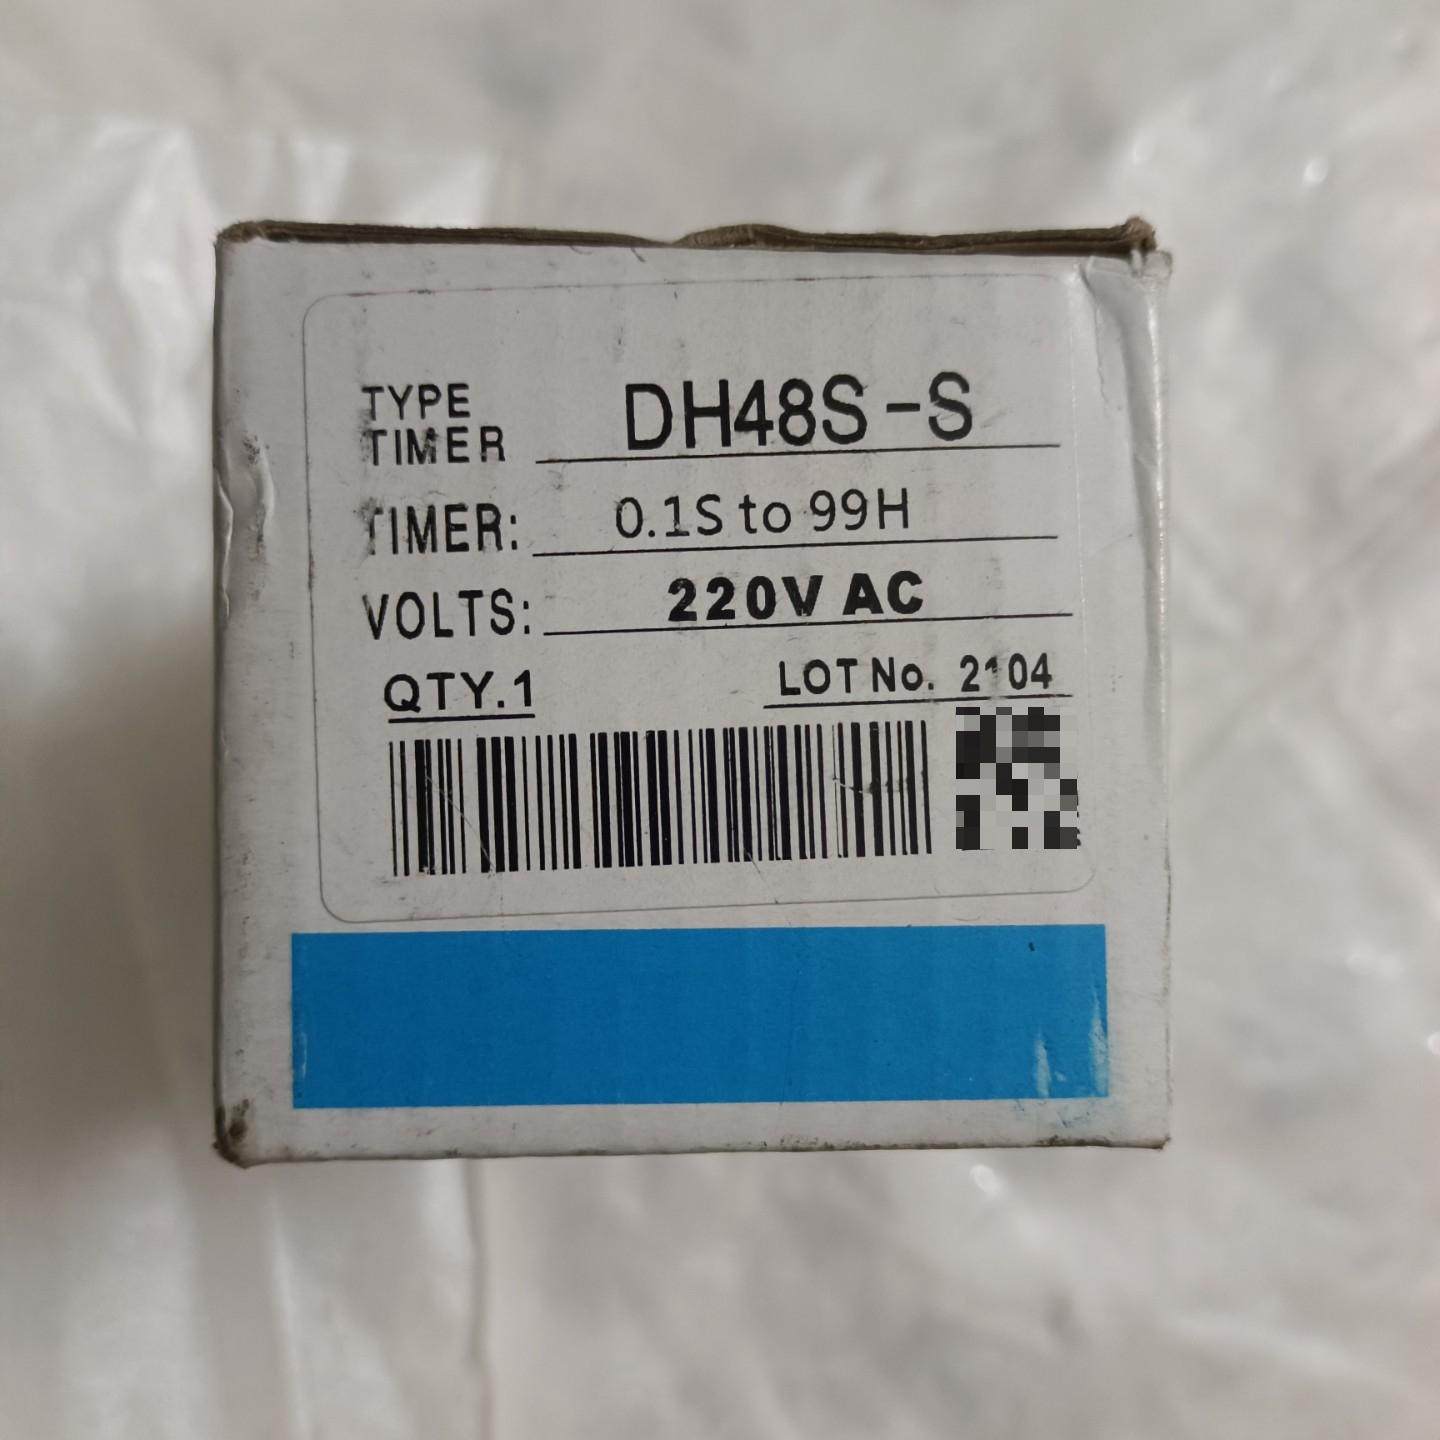 TYPE
TIMER DH48S-S
TIMER: 0.1S to 99H
VOLTS: 220V AC
QTY.1 LOT No. 2104